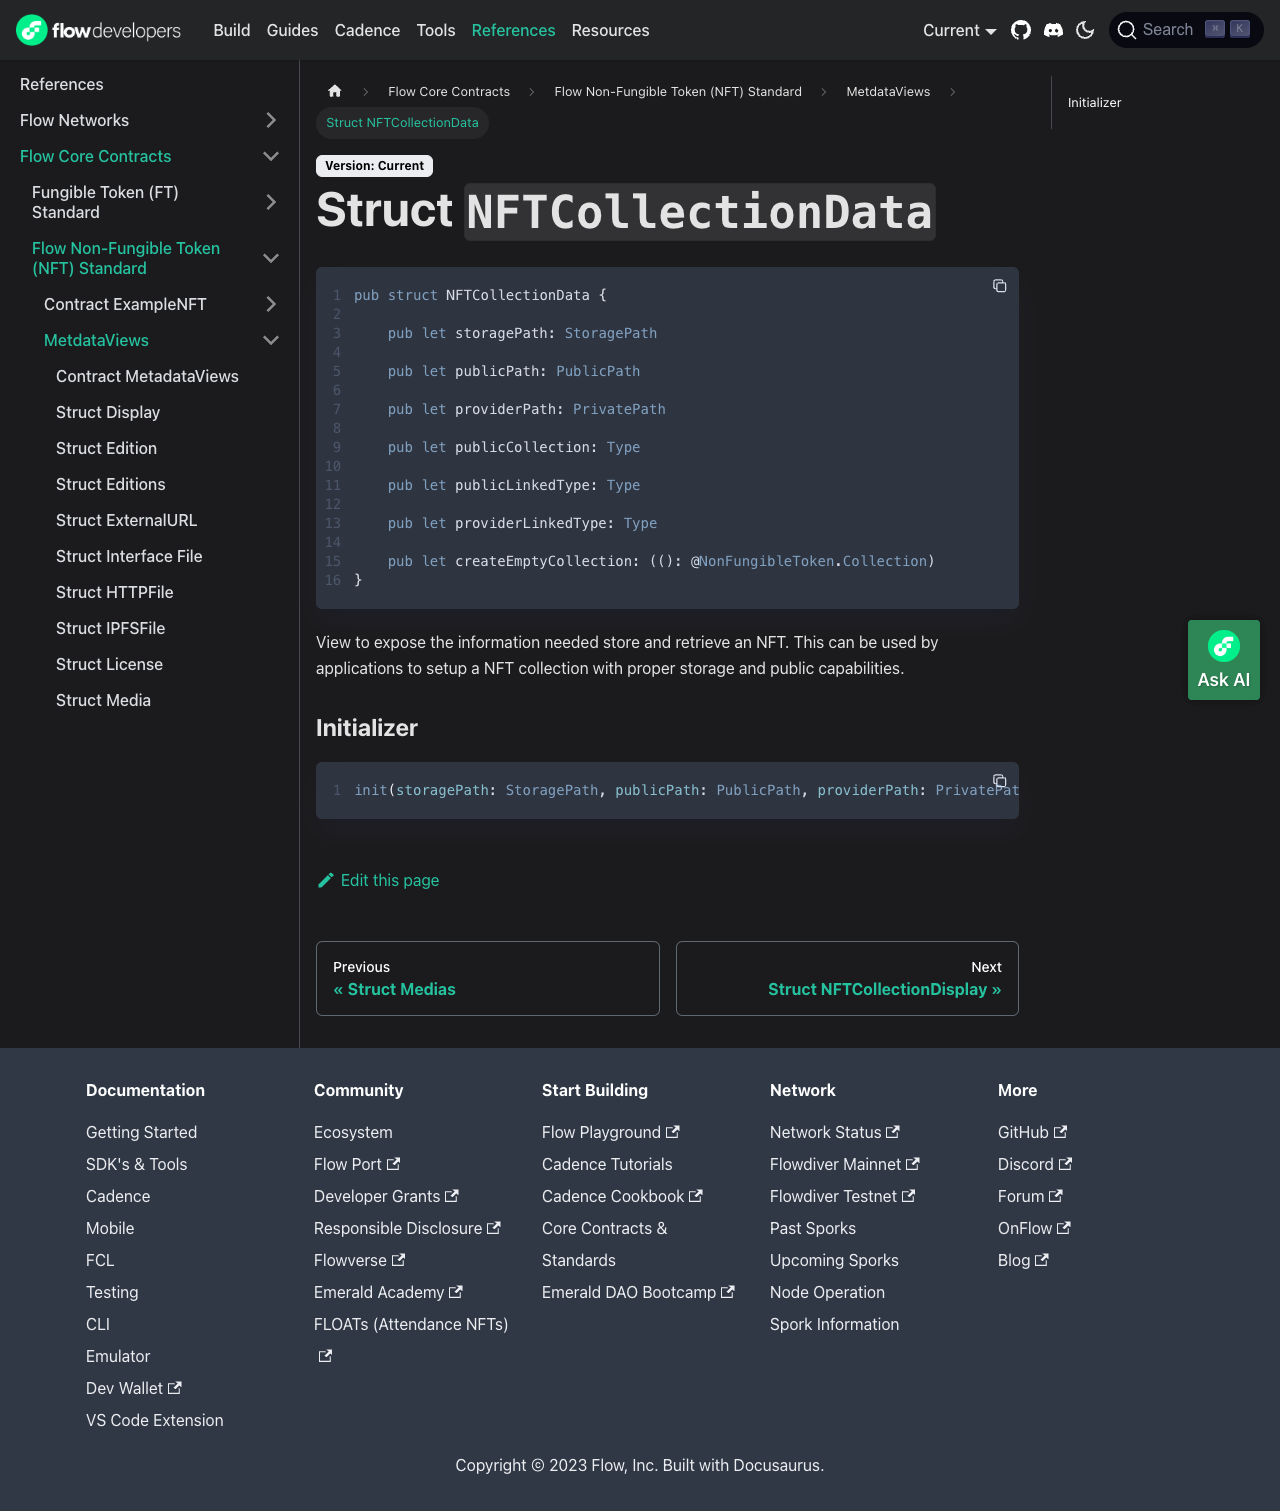 flowdevelopers Build Guides Cadence Tools References Resources Current Search ⌘ K
References
Flow Networks
Flow Core Contracts
Fungible Token (FT)
Standard
Flow Non-Fungible Token
(NFT) Standard
Contract ExampleNFT
MetdataViews
Contract MetadataViews
Struct Display
Struct Edition
Struct Editions
Struct ExternalURL
Struct Interface File
Struct HTTPFile
Struct IPFSFile
Struct License
Struct Media
Flow Core Contracts Flow Non-Fungible Token (NFT) Standard MetdataViews
Struct NFTCollectionData
Version: Current
Struct NFTCollectionData
1 pub struct NFTCollectionData {
2
3 pub let storagePath: StoragePath
4
5 pub let publicPath: PublicPath
6
7 pub let providerPath: PrivatePath
8
9 pub let publicCollection: Type
10
11 pub let publicLinkedType: Type
12
13 pub let providerLinkedType: Type
14
15 pub let createEmptyCollection: ((): @NonFungibleToken.Collection)
16 }
View to expose the information needed store and retrieve an NFT. This can be used by
applications to setup a NFT collection with proper storage and public capabilities.
Initializer
1 init(storagePath: StoragePath, publicPath: PublicPath, providerPath: PrivatePat
Edit this page
Previous
« Struct Medias
Next
Struct NFTCollectionDisplay »
Initializer
Ask AI
Documentation
Getting Started
SDK's & Tools
Cadence
Mobile
FCL
Testing
CLI
Emulator
Dev Wallet
VS Code Extension
Community
Ecosystem
Flow Port
Developer Grants
Responsible Disclosure
Flowverse
Emerald Academy
FLOATs (Attendance NFTs)
Start Building
Flow Playground
Cadence Tutorials
Cadence Cookbook
Core Contracts &
Standards
Emerald DAO Bootcamp
Network
Network Status
Flowdiver Mainnet
Flowdiver Testnet
Past Sporks
Upcoming Sporks
Node Operation
Spork Information
More
GitHub
Discord
Forum
OnFlow
Blog
Copyright © 2023 Flow, Inc. Built with Docusaurus.